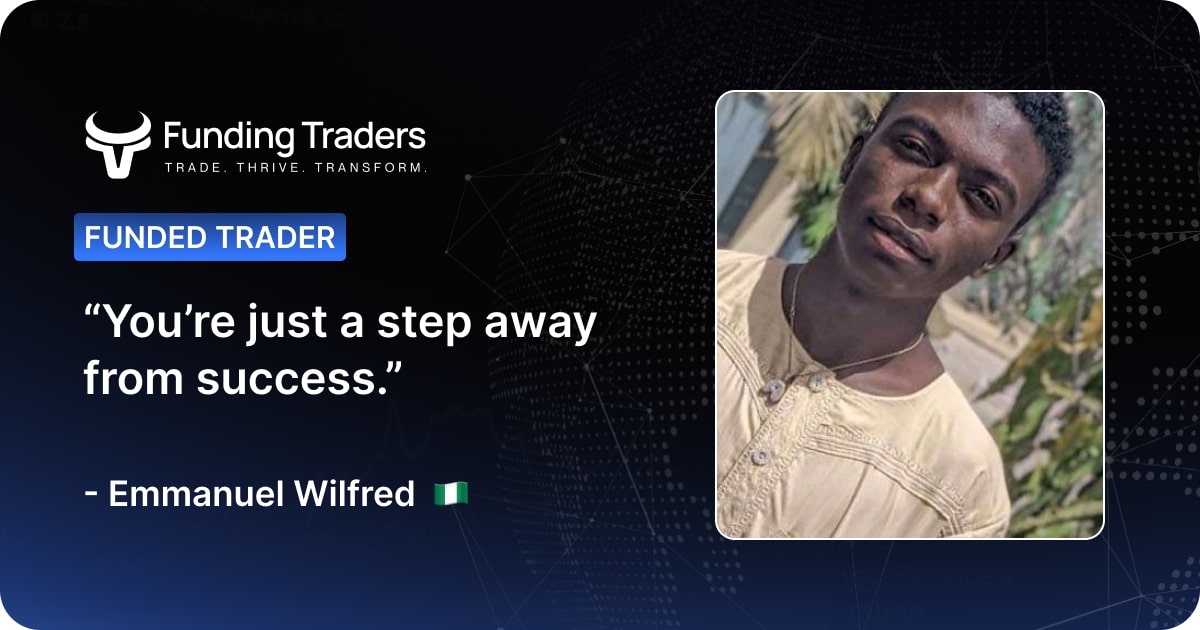 Funding Traders
TRADE. THRIVE. TRANSFORM.
FUNDED TRADER
“You’re just a step away
from success.”
- Emmanuel Wilfred 🇳🇬